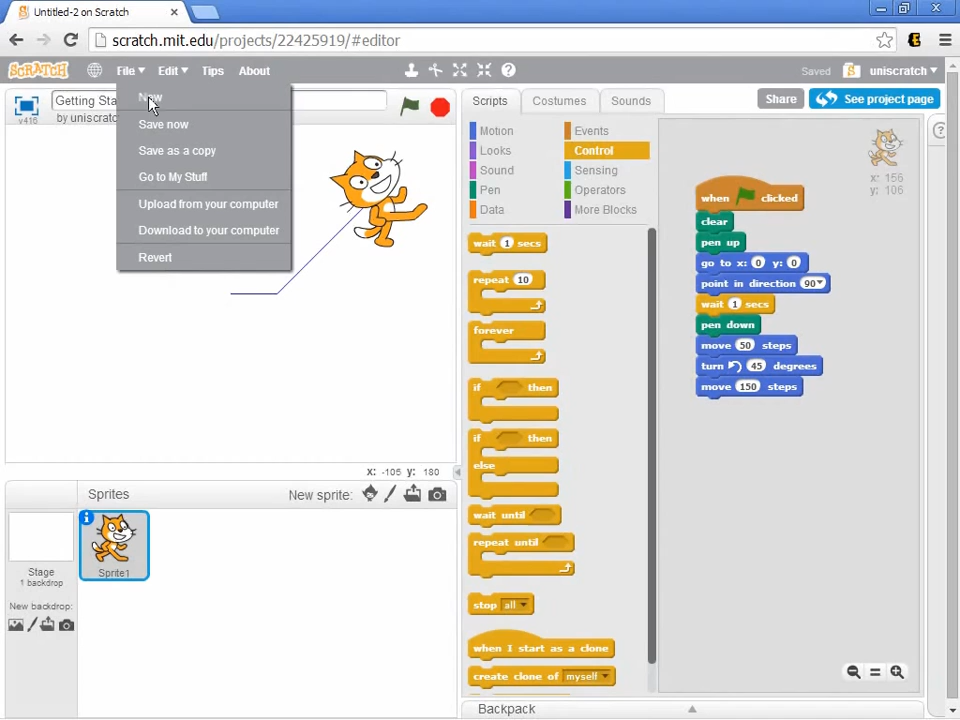 Untitled-2 on Scratch
scratch.mit.edu/projects/22425919/#editor
SCRATCH
File
Edit
Tips
About
Saved
uniscratch
v416
Getting Sta
by uniscra
New
Save now
Save as a copy
Go to My Stuff
Upload from your computer
Download to your computer
Revert
Scripts
Costumes
Sounds
Share
See project page
Motion
Events
Looks
Control
Sound
Sensing
Pen
Operators
Data
More Blocks
wait 1 secs
repeat 10
forever
if then
if then
else
wait until
repeat until
stop all
when I start as a clone
create clone of myself
x: 156
y: 106
when clicked
clear
pen up
go to x: 0 y: 0
point in direction 90
wait 1 secs
pen down
move 50 steps
turn 45 degrees
move 150 steps
x: -105 y: 180
Sprites
New sprite:
Stage
1 backdrop
New backdrop:
Sprite1
Backpack